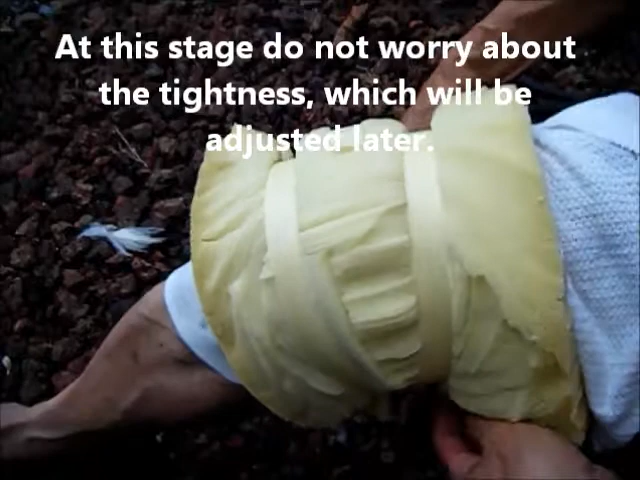 At this stage do not worry about
the tightness, which will be
adjusted later.